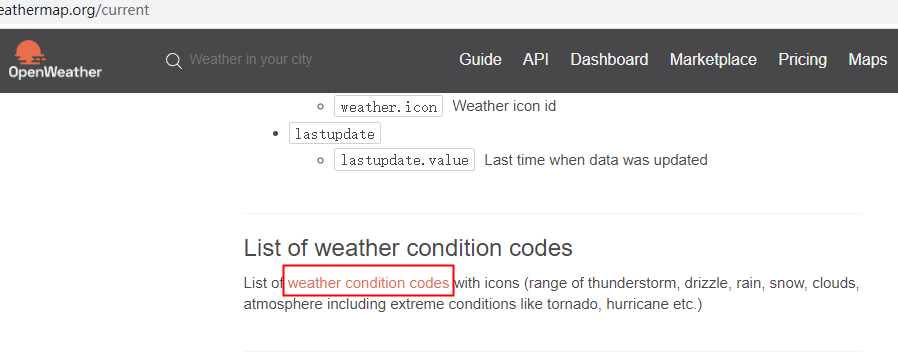 eathermap.org/current
OpenWeather
Weather in your city
Guide API Dashboard Marketplace Pricing Maps
weather.icon Weather icon id
lastupdate
lastupdate.value Last time when data was updated
List of weather condition codes
List of weather condition codes with icons (range of thunderstorm, drizzle, rain, snow, clouds,
atmosphere including extreme conditions like tornado, hurricane etc.)